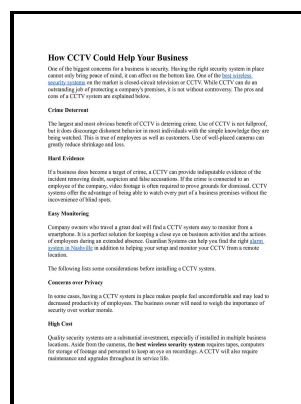 How CCTV Could Help Your Business
One of the biggest concerns for a business is security. Having the right security system in place
cannot only bring peace of mind, it can affect on the bottom line. One of the best wireless
security systems on the market is closed-circuit television or CCTV. While CCTV can do an
outstanding job of protecting a company's premises, it is not without controversy. The pros and
cons of a CCTV system are explained below.
Crime Deterrent
The largest and most obvious benefit of CCTV is deterring crime. Use of CCTV is not foolproof,
but it does discourage dishonest behavior in most individuals with the simple knowledge they are
being watched. This is true of employees as well as customers. Use of well-placed cameras can
greatly reduce shrinkage and loss.
Hard Evidence
If a business does become a target of crime, a CCTV can provide indisputable evidence of the
incident removing doubt, suspicion and false accusations. If the crime is connected to an
employee of the company, video footage is often required to prove grounds for dismissal. CCTV
systems offer the advantage of being able to watch every part of a business premises without the
incovenience of blind spots.
Easy Monitoring
Company owners who travel a great deal will find a CCTV system easy to monitor from a
smartphone. It is a perfect solution for keeping a close eye on business activities and the actions
of employees during an extended absence. Guardian Systems can help you find the right alarm
system in Nashville in addition to helping your setup and monitor your CCTV from a remote
location.
The following lists some considerations before installing a CCTV system.
Concerns over Privacy
In some cases, having a CCTV system in place makes people feel uncomfortable and may lead to
decreased productivity of employees. The business owner will need to weigh the importance of
security over worker morale.
High Cost
Quality security systems are a substantial investment, especially if installed in multiple business
locations. Aside from the cameras, the best wireless security system requires tapes, computers
for storage of footage and personnel to keep an eye on recordings. A CCTV will also require
maintenance and upgrades throughout its service life.